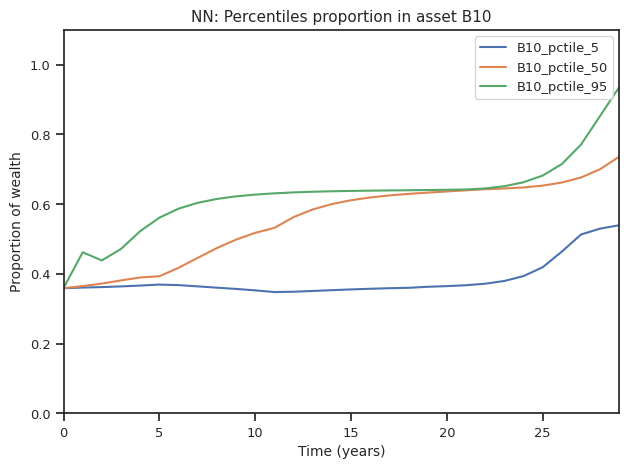 NN: Percentiles proportion in asset B10
B10_pctile_5
B10_pctile_50
B10_pctile_95
Proportion of wealth
1.0
0.8
0.6
0.4
0.2
0.0
0 5 10 15 20 25
Time (years)